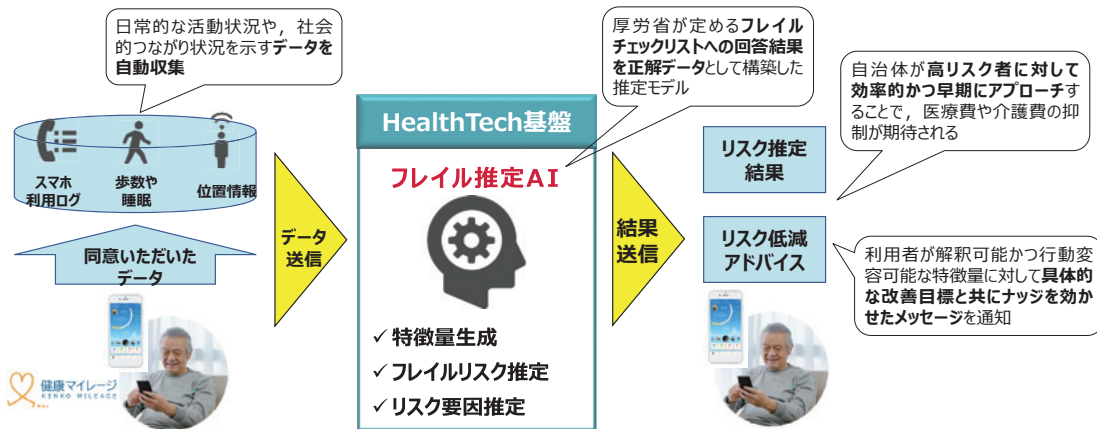 日常的な活動状況や，社会
的つながり状況を示すデータを
自動収集
スマホ
利用ログ
歩数や
睡眠
位置情報
同意いただいた
データ
健康マイレージ
KENKO MILEAGE
データ
送信
厚労省が定めるフレイル
チェックリストへの回答結果
を正解データとして構築した
推定モデル
HealthTech基盤
フレイル推定AI
✓ 特徴量生成
✓ フレイルリスク推定
✓ リスク要因推定
結果
送信
自治体が高リスク者に対して
効率的かつ早期にアプローチす
ることで，医療費や介護費の抑
制が期待される
リスク推定
結果
リスク低減
アドバイス
利用者が解釈可能かつ行動変
容可能な特徴量に対して具体的
な改善目標と共にナッジを効か
せたメッセージを通知